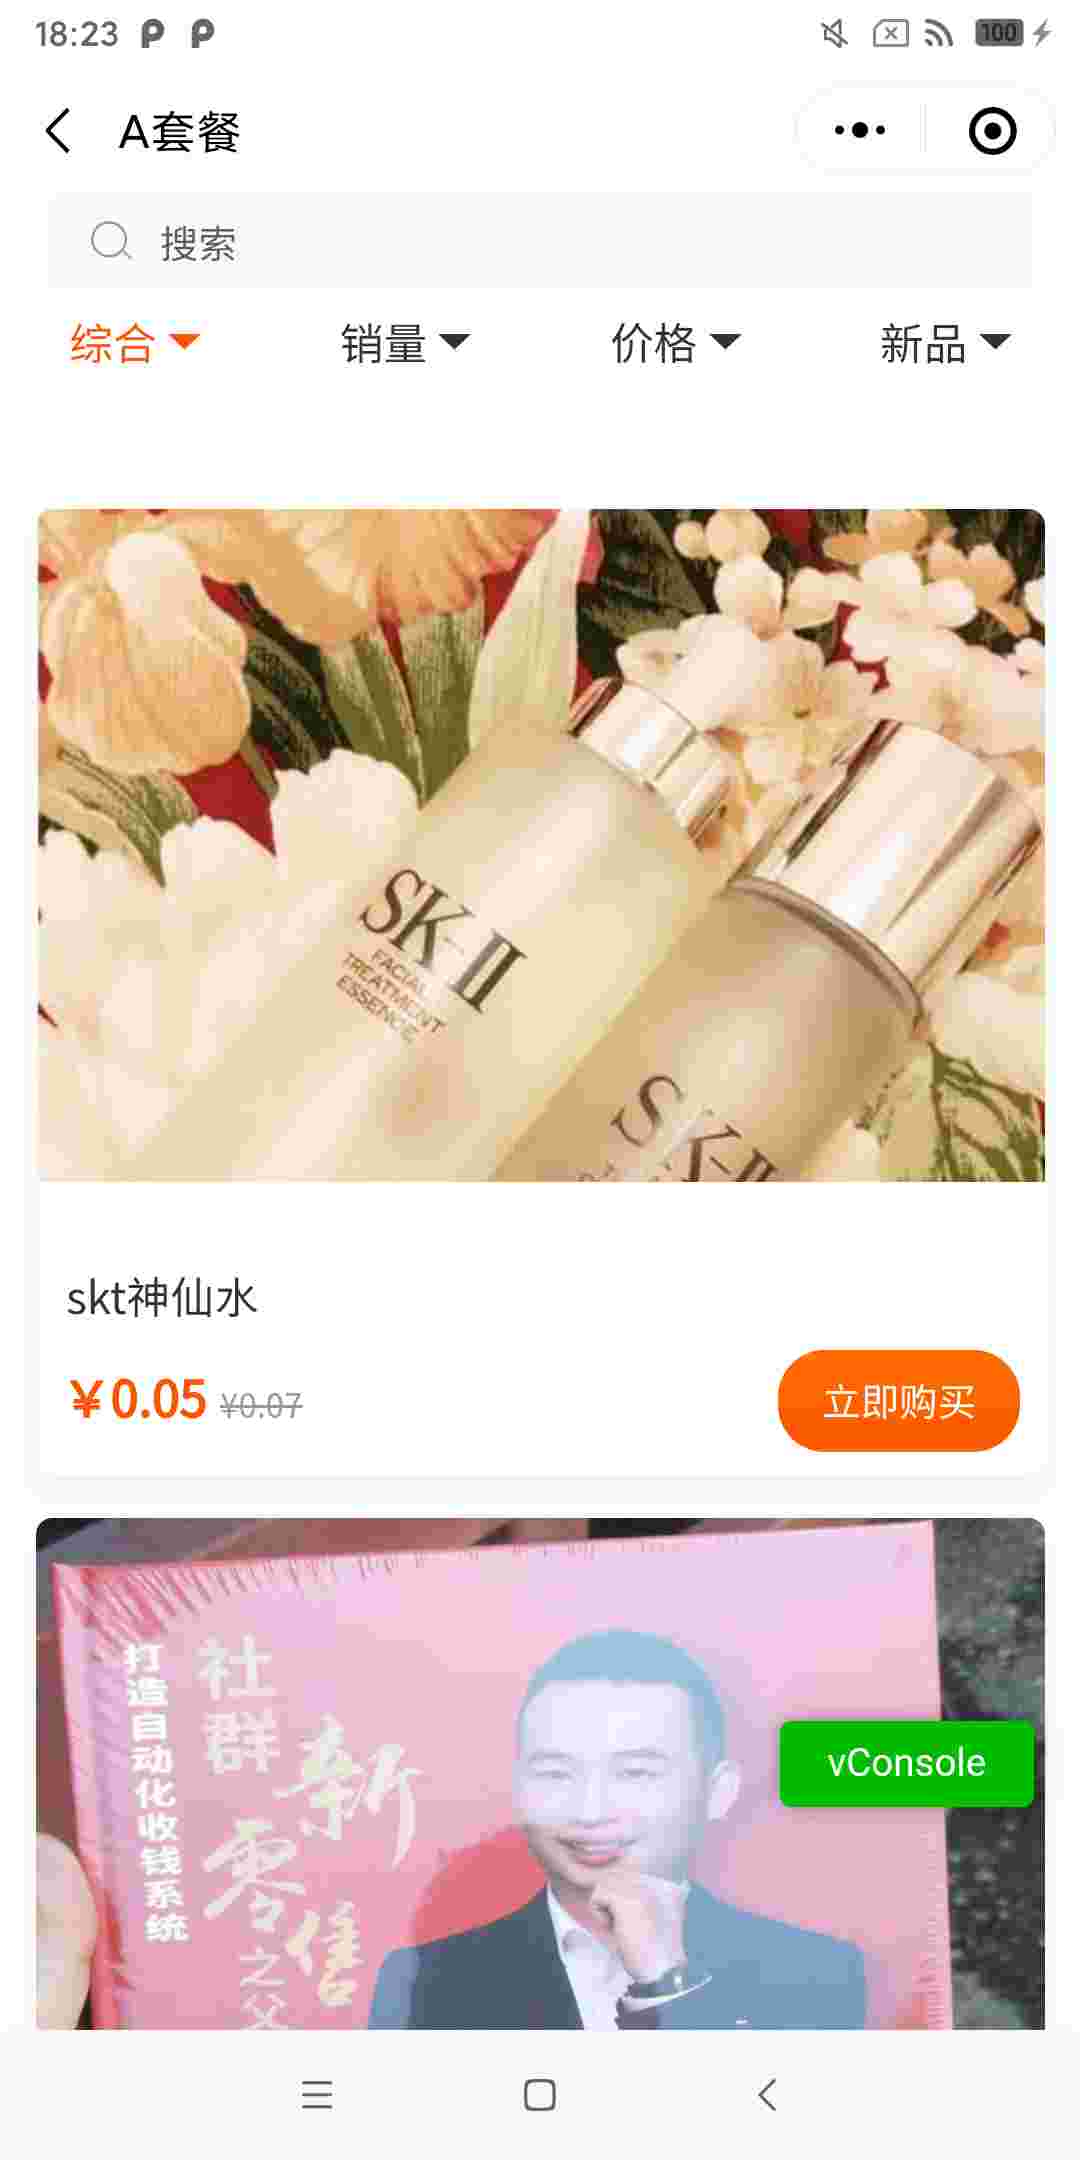 18:23
100
A套餐
搜索
综合 销量 价格 新品
SK-II
FACIAL
TREATMENT
ESSENCE
SK-II
skt神仙水
¥0.05 ¥0.07 立即购买
打造自动化收钱系统
社群
新
零
售
之父
vConsole